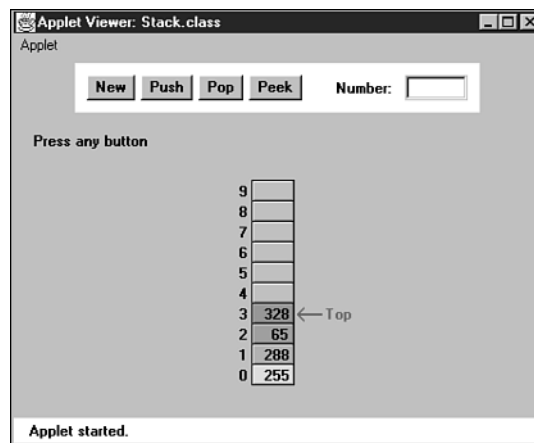 Applet Viewer: Stack.class
Applet
New Push Pop Peek Number:
Press any button
9
8
7
6
5
4
3 328 Top
2 65
1 288
0 255
Applet started.